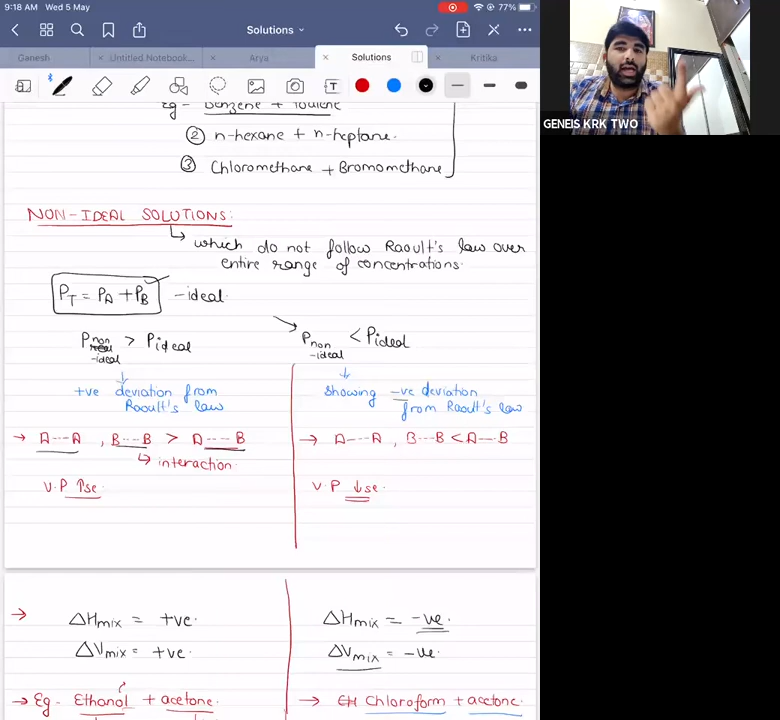 9:18 AM Wed 5 May
77%
Solutions
Ganesh
Untitled Notebook...
Arya
Solutions
Kritika
GENEIS KRK TWO
Eg- Benzene + Toluene
② n-hexane + n-heptane.
③ Chloromethane + Bromomethane
NON-IDEAL SOLUTIONS:
which do not follow Raoult's law over
entire range of concentrations.
PT = PA + PB - ideal
Pnon-ideal > Pideal
Pnon-ideal < Pideal
+ve deviation from
Raoult's law
showing -ve deviation
from Raoult's law
→ A---A , B---B > A---B
↳ interaction.
→ A---A , B---B < A---B
V.P ↑se.
V.P ↓se.
→ ΔHmix = +ve.
ΔVmix = +ve.
ΔHmix = -ve.
ΔVmix = -ve.
→ Eg- Ethanol + acetone.
→ CH Chloroform + acetone.